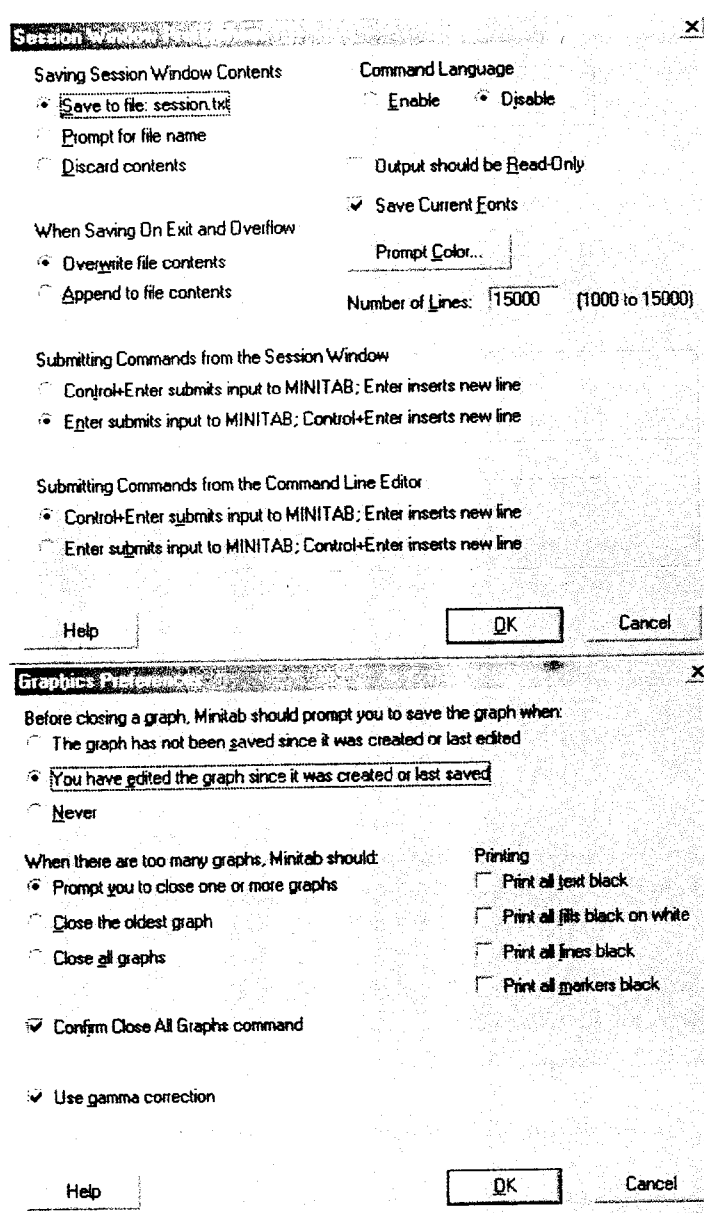 Session Window
Saving Session Window Contents
Save to file: session.txt
Prompt for file name
Discard contents
When Saving On Exit and Overflow
Overwrite file contents
Append to file contents
Command Language
Enable Disable
Output should be Read-Only
Save Current Fonts
Prompt Color...
Number of Lines: 15000 (1000 to 15000)
Submitting Commands from the Session Window
Control+Enter submits input to MINITAB; Enter inserts new line
Enter submits input to MINITAB; Control+Enter inserts new line
Submitting Commands from the Command Line Editor
Control+Enter submits input to MINITAB; Enter inserts new line
Enter submits input to MINITAB; Control+Enter inserts new line
Help OK Cancel
Graphics Preferences
Before closing a graph, Minitab should prompt you to save the graph when:
The graph has not been saved since it was created or last edited
You have edited the graph since it was created or last saved
Never
When there are too many graphs, Minitab should:
Prompt you to close one or more graphs
Close the oldest graph
Close all graphs
Confirm Close All Graphs command
Use gamma correction
Printing
Print all text black
Print all fills black on white
Print all lines black
Print all markers black
Help OK Cancel